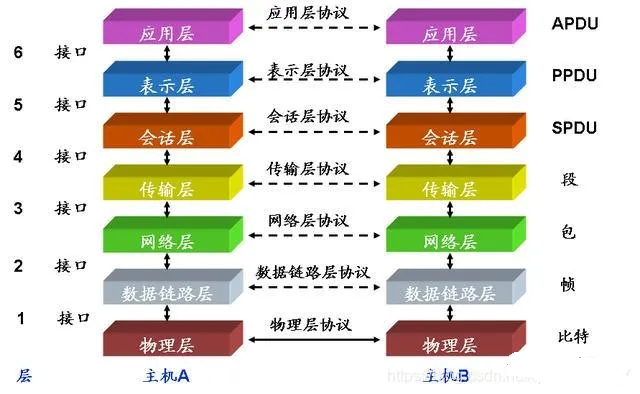 应用层 应用层协议 应用层 APDU
6 接口
表示层 表示层协议 表示层 PPDU
5 接口
会话层 会话层协议 会话层 SPDU
4 接口
传输层 传输层协议 传输层 段
3 接口
网络层 网络层协议 网络层 包
2 接口
数据链路层 数据链路层协议 数据链路层 帧
1 接口
物理层 物理层协议 物理层 比特
层 主机A 主机B